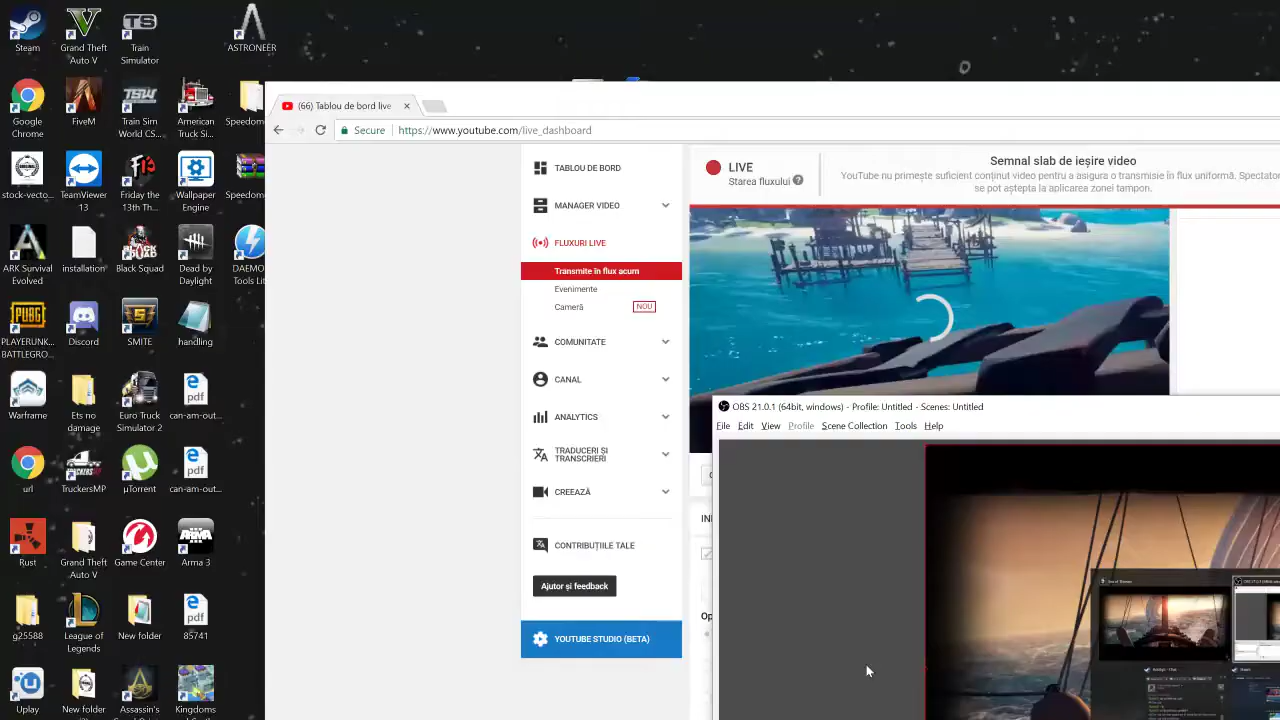 Steam
Grand Theft
Auto V
Train
Simulator
ASTRONEER
Google
Chrome
FiveM
Train Sim
World CS...
American
Truck Si...
Speedom
stock-vecto...
TeamViewer
13
Friday the
13th Th...
Wallpaper
Engine
Speedom
ARK Survival
Evolved
installation
Black Squad
Dead by
Daylight
DAEMO
Tools Lit
PLAYERUNK...
BATTLEGRO...
Discord
SMITE
handling
Warframe
Ets no
damage
Euro Truck
Simulator 2
can-am-out...
url
TruckersMP
µTorrent
can-am-out...
Rust
Grand Theft
Auto V
Game Center
Arma 3
g25588
League of
Legends
New folder
85741
Uplay
New folder
Assassin's
Kingdoms
(66) Tablou de bord live
Secure
https://www.youtube.com/live_dashboard
TABLOU DE BORD
MANAGER VIDEO
FLUXURI LIVE
Transmite în flux acum
Evenimente
Cameră
NOU
COMUNITATE
CANAL
ANALYTICS
TRADUCERI ȘI
TRANSCRIERI
CREEAZĂ
CONTRIBUȚIILE TALE
Ajutor și feedback
YOUTUBE STUDIO (BETA)
LIVE
Starea fluxului
Semnal slab de ieșire video
YouTube nu primește suficient conținut video pentru a asigura o transmisie în flux uniformă. Spectator
se pot aștepta la aplicarea zonei tampon.
OBS 21.0.1 (64bit, windows) - Profile: Untitled - Scenes: Untitled
File Edit View Profile Scene Collection Tools Help